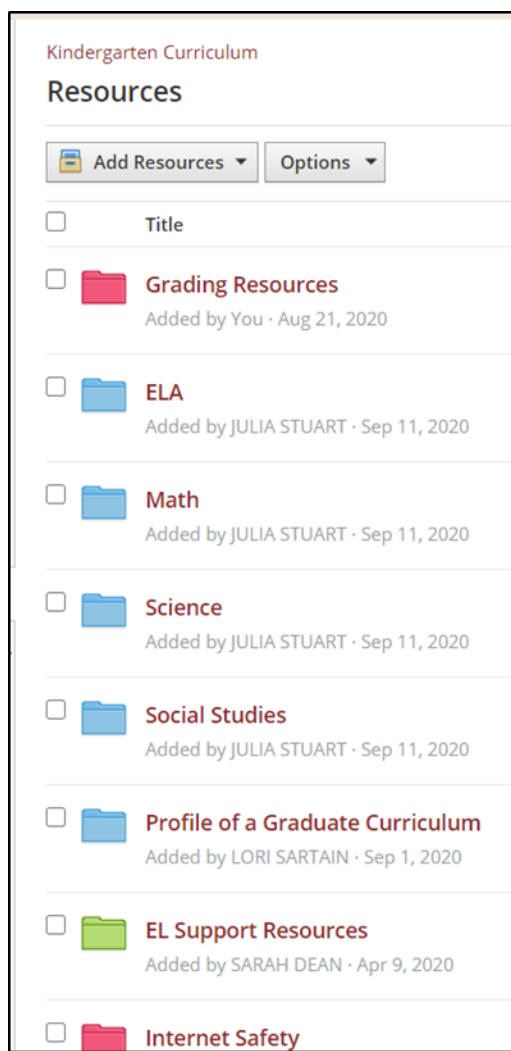 Kindergarten Curriculum
Resources
Add Resources Options
Title
Grading Resources
Added by You · Aug 21, 2020
ELA
Added by JULIA STUART · Sep 11, 2020
Math
Added by JULIA STUART · Sep 11, 2020
Science
Added by JULIA STUART · Sep 11, 2020
Social Studies
Added by JULIA STUART · Sep 11, 2020
Profile of a Graduate Curriculum
Added by LORI SARTAIN · Sep 1, 2020
EL Support Resources
Added by SARAH DEAN · Apr 9, 2020
Internet Safety